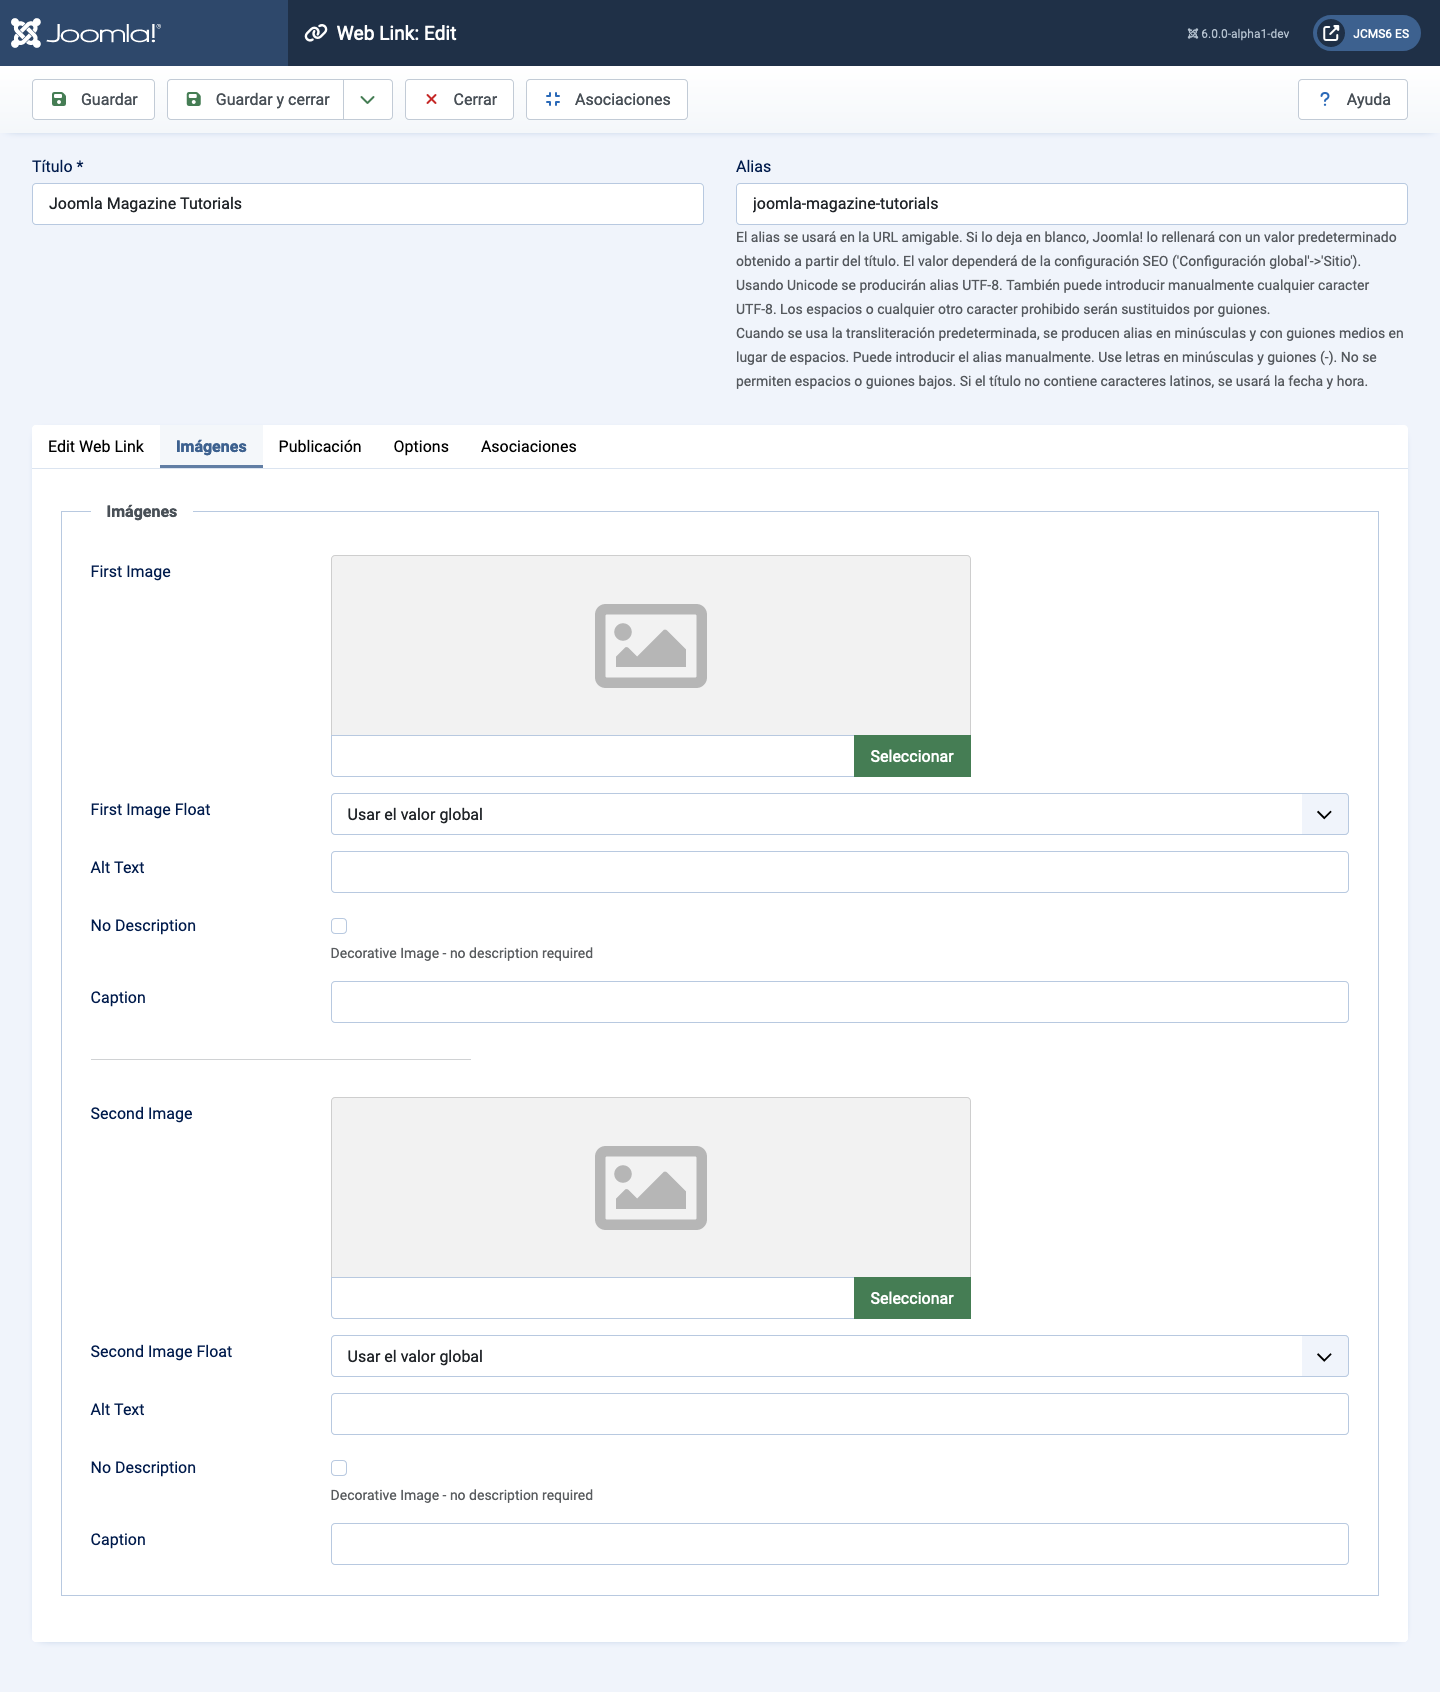 Joomla!®
Web Link: Edit
6.0.0-alpha1-dev
JCMS6 ES
Guardar
Guardar y cerrar
Cerrar
Asociaciones
? Ayuda
Título *
Joomla Magazine Tutorials
Alias
joomla-magazine-tutorials
El alias se usará en la URL amigable. Si lo deja en blanco, Joomla! lo rellenará con un valor predeterminado
obtenido a partir del título. El valor dependerá de la configuración SEO ('Configuración global'->'Sitio').
Usando Unicode se producirán alias UTF-8. También puede introducir manualmente cualquier caracter
UTF-8. Los espacios o cualquier otro caracter prohibido serán sustituidos por guiones.
Cuando se usa la transliteración predeterminada, se producen alias en minúsculas y con guiones medios en
lugar de espacios. Puede introducir el alias manualmente. Use letras en minúsculas y guiones (-). No se
permiten espacios o guiones bajos. Si el título no contiene caracteres latinos, se usará la fecha y hora.
Edit Web Link
Imágenes
Publicación
Options
Asociaciones
Imágenes
First Image
Seleccionar
First Image Float
Usar el valor global
Alt Text
No Description
Decorative Image - no description required
Caption
Second Image
Seleccionar
Second Image Float
Usar el valor global
Alt Text
No Description
Decorative Image - no description required
Caption